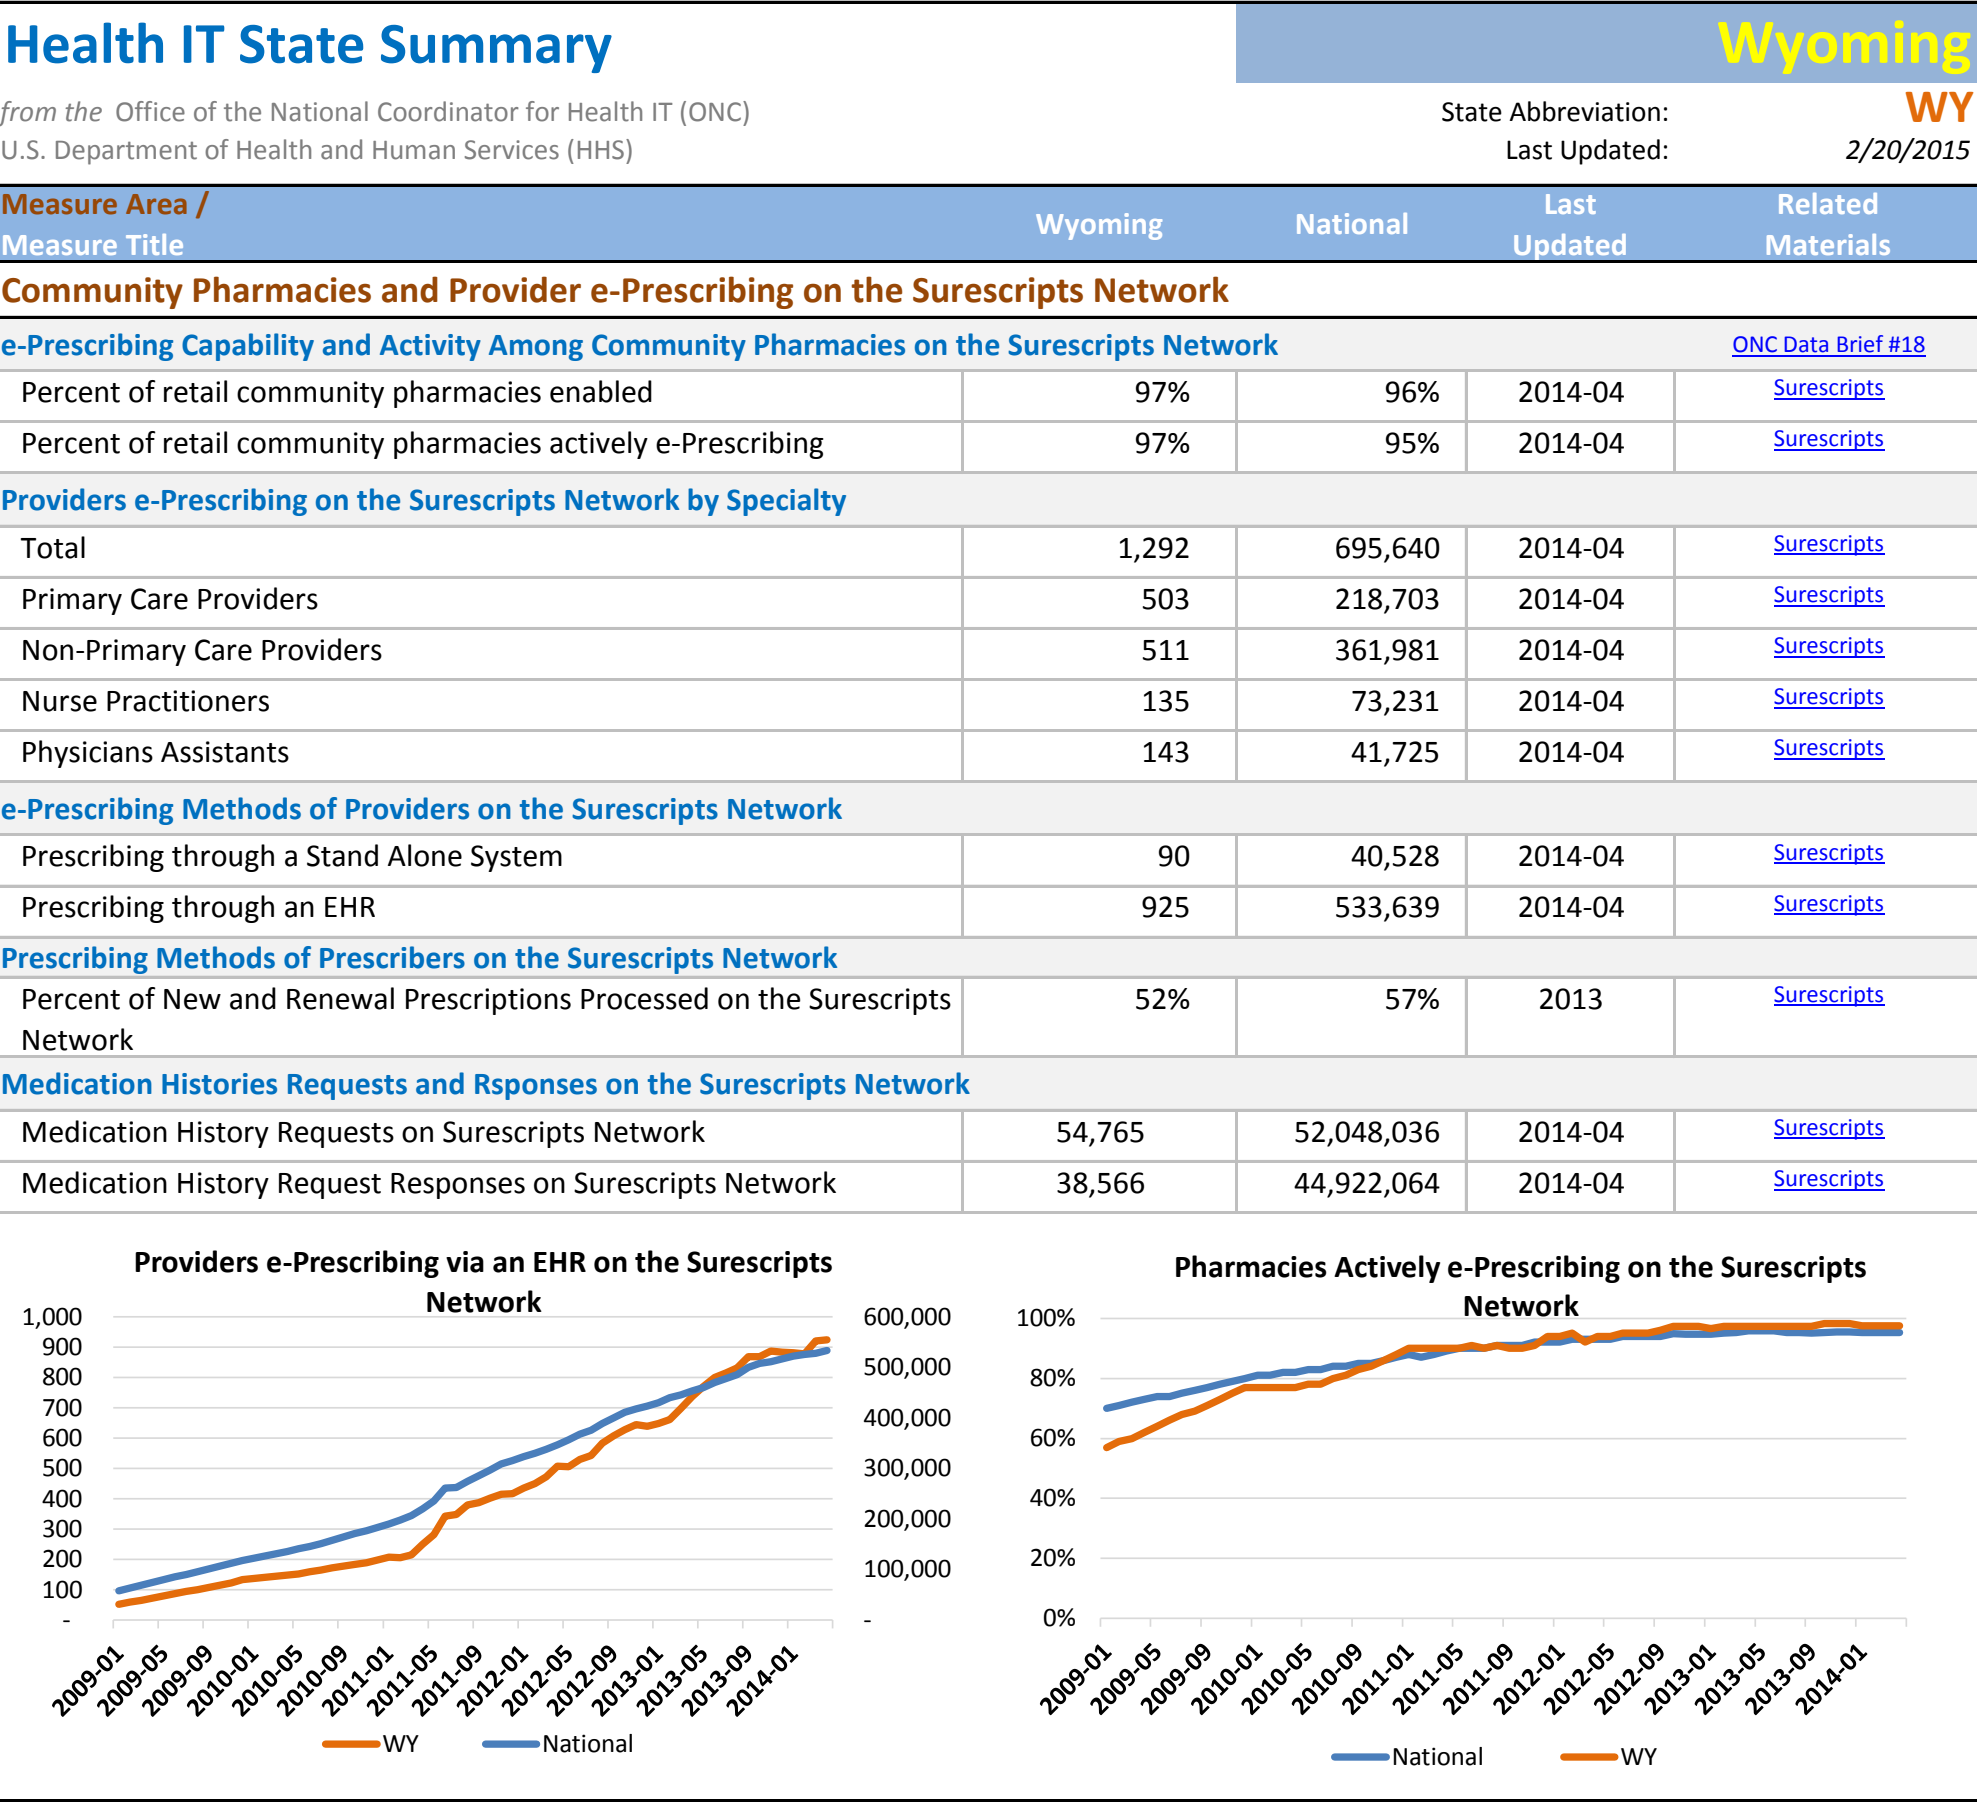 Health IT State Summary
Wyoming
from the Office of the National Coordinator for Health IT (ONC)
State Abbreviation: WY
U.S. Department of Health and Human Services (HHS)
Last Updated: 2/20/2015
Measure Area /
Measure Title
Wyoming
National
Last
Updated
Related
Materials
Community Pharmacies and Provider e-Prescribing on the Surescripts Network
e-Prescribing Capability and Activity Among Community Pharmacies on the Surescripts Network ONC Data Brief #18
Percent of retail community pharmacies enabled 97% 96% 2014-04 Surescripts
Percent of retail community pharmacies actively e-Prescribing 97% 95% 2014-04 Surescripts
Providers e-Prescribing on the Surescripts Network by Specialty
Total 1,292 695,640 2014-04 Surescripts
Primary Care Providers 503 218,703 2014-04 Surescripts
Non-Primary Care Providers 511 361,981 2014-04 Surescripts
Nurse Practitioners 135 73,231 2014-04 Surescripts
Physicians Assistants 143 41,725 2014-04 Surescripts
e-Prescribing Methods of Providers on the Surescripts Network
Prescribing through a Stand Alone System 90 40,528 2014-04 Surescripts
Prescribing through an EHR 925 533,639 2014-04 Surescripts
Prescribing Methods of Prescribers on the Surescripts Network
Percent of New and Renewal Prescriptions Processed on the Surescripts 52% 57% 2013 Surescripts
Network
Medication Histories Requests and Rsponses on the Surescripts Network
Medication History Requests on Surescripts Network 54,765 52,048,036 2014-04 Surescripts
Medication History Request Responses on Surescripts Network 38,566 44,922,064 2014-04 Surescripts
Providers e-Prescribing via an EHR on the Surescripts
Network
1,000
900
800
700
600
500
400
300
200
100
-
600,000
500,000
400,000
300,000
200,000
100,000
-
2009-01
2009-05
2009-09
2010-01
2010-05
2010-09
2011-01
2011-05
2011-09
2012-01
2012-05
2012-09
2013-01
2013-05
2013-09
2014-01
WY National
Pharmacies Actively e-Prescribing on the Surescripts
Network
100%
80%
60%
40%
20%
0%
2009-01
2009-05
2009-09
2010-01
2010-05
2010-09
2011-01
2011-05
2011-09
2012-01
2012-05
2012-09
2013-01
2013-05
2013-09
2014-01
National WY